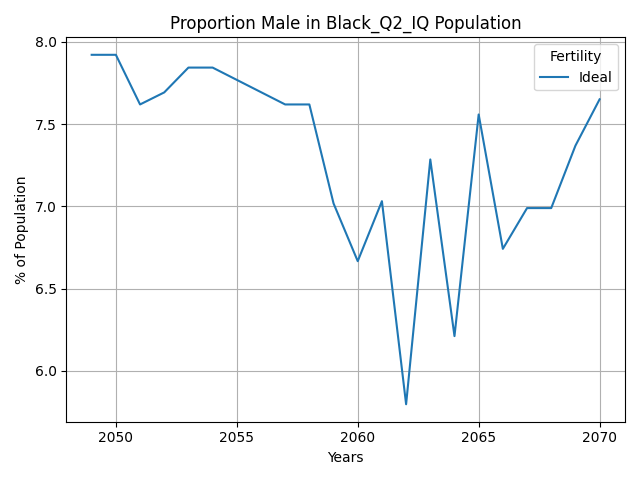 Proportion Male in Black_Q2_IQ Population
8.0
7.5
7.0
6.5
6.0
% of Population
Fertility
Ideal
2050 2055 2060 2065 2070
Years